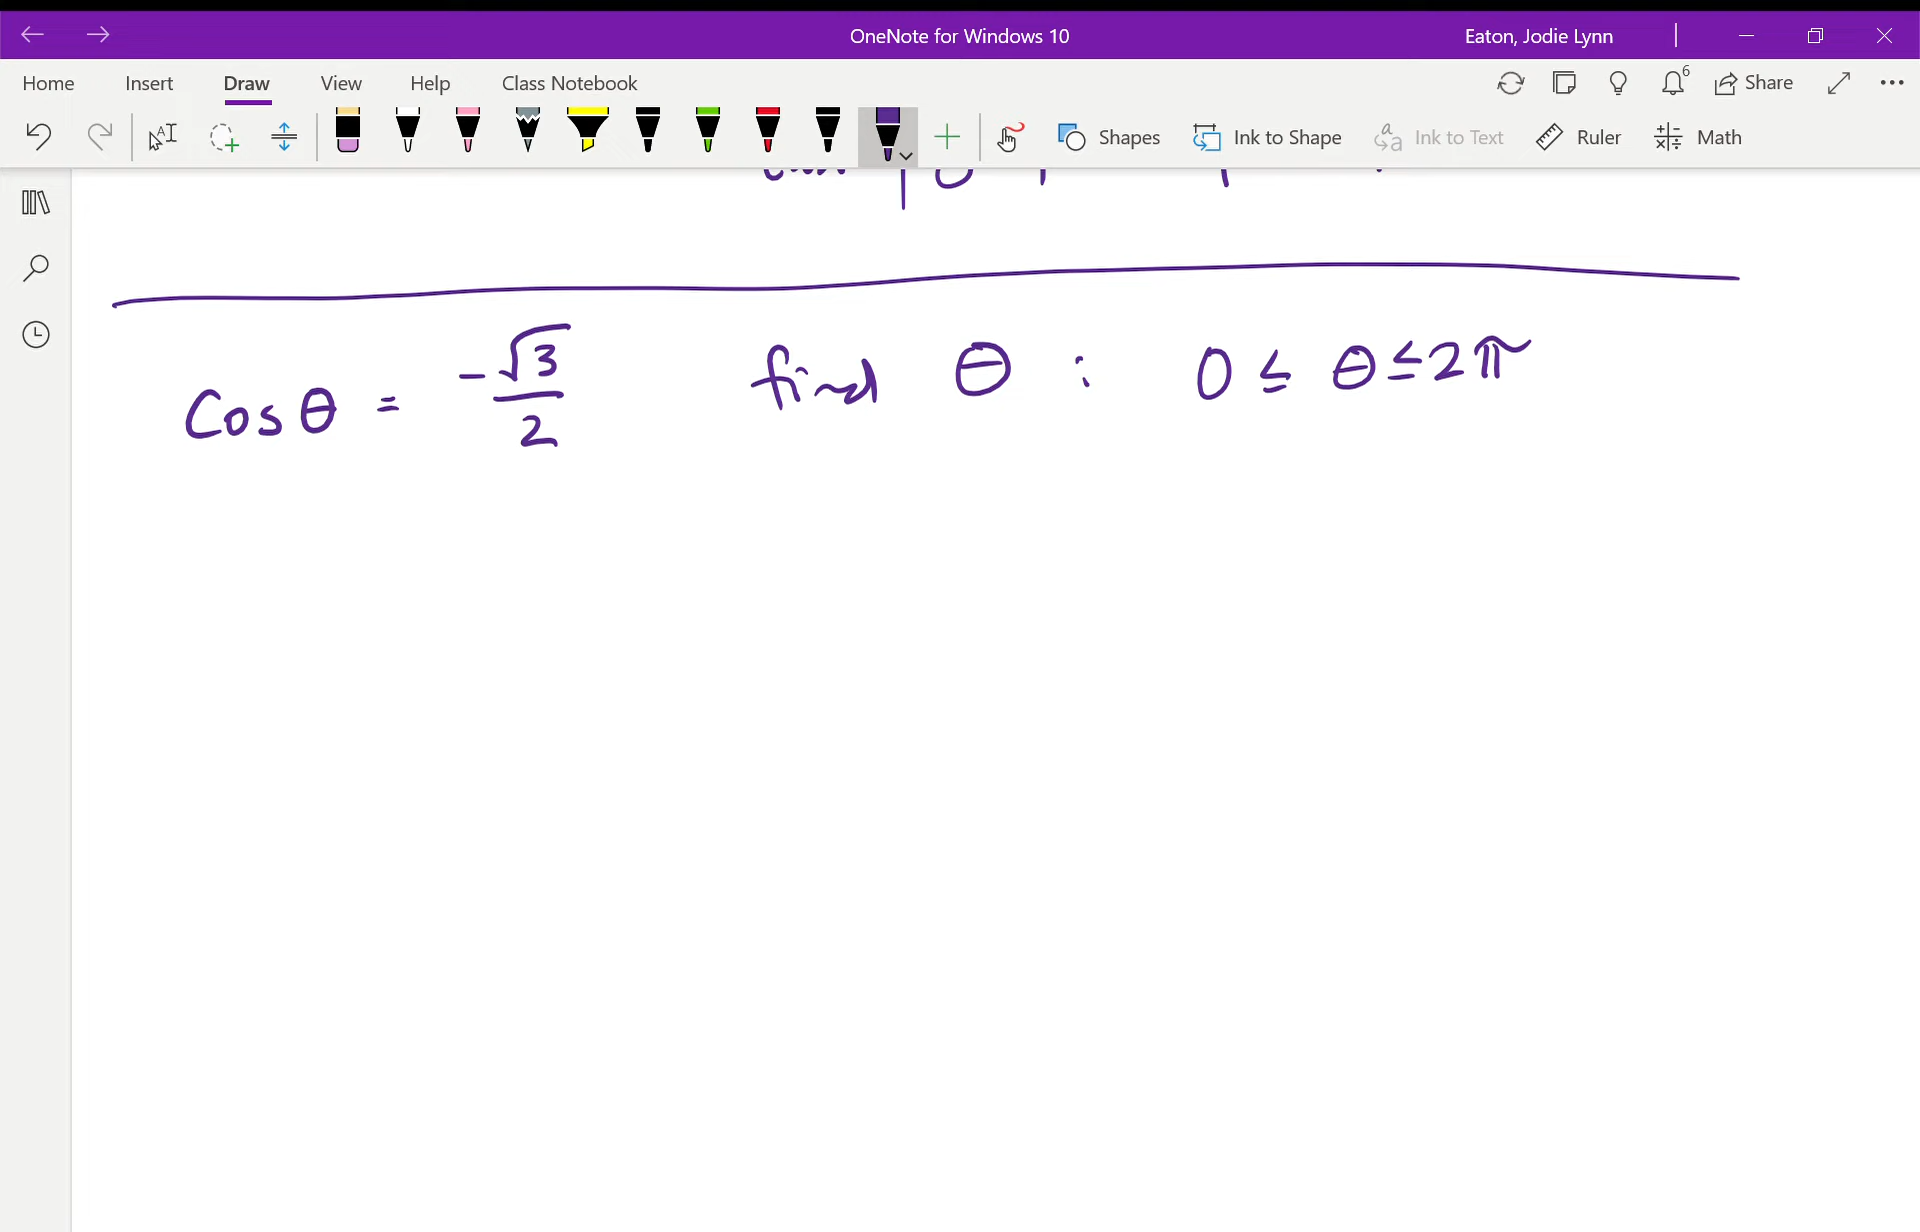 OneNote for Windows 10
Eaton, Jodie Lynn
Home Insert Draw View Help Class Notebook
6 Share
Shapes Ink to Shape Ink to Text Ruler Math
Cos θ = -√3/2 find θ : 0 ≤ θ ≤ 2π